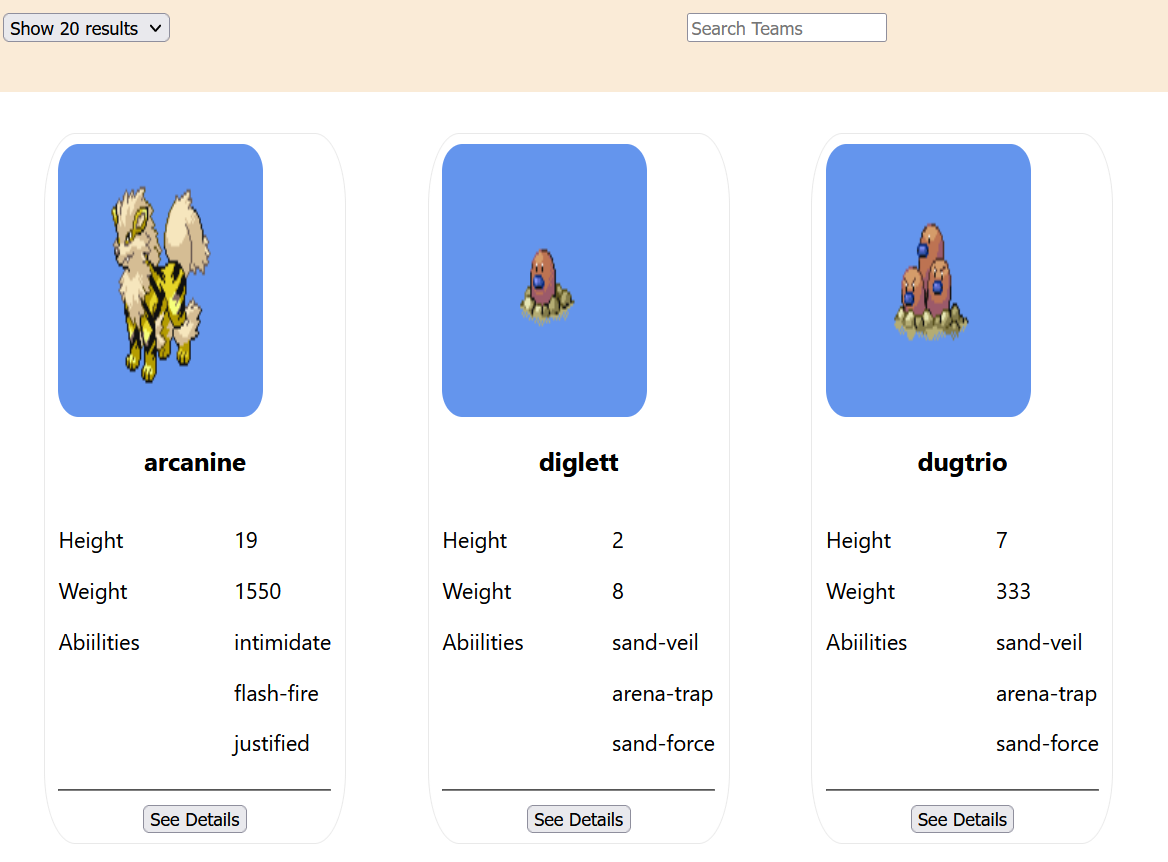 Show 20 results
Search Teams
arcanine
Height 19
Weight 1550
Abiilities intimidate
flash-fire
justified
See Details
diglett
Height 2
Weight 8
Abiilities sand-veil
arena-trap
sand-force
See Details
dugtrio
Height 7
Weight 333
Abiilities sand-veil
arena-trap
sand-force
See Details